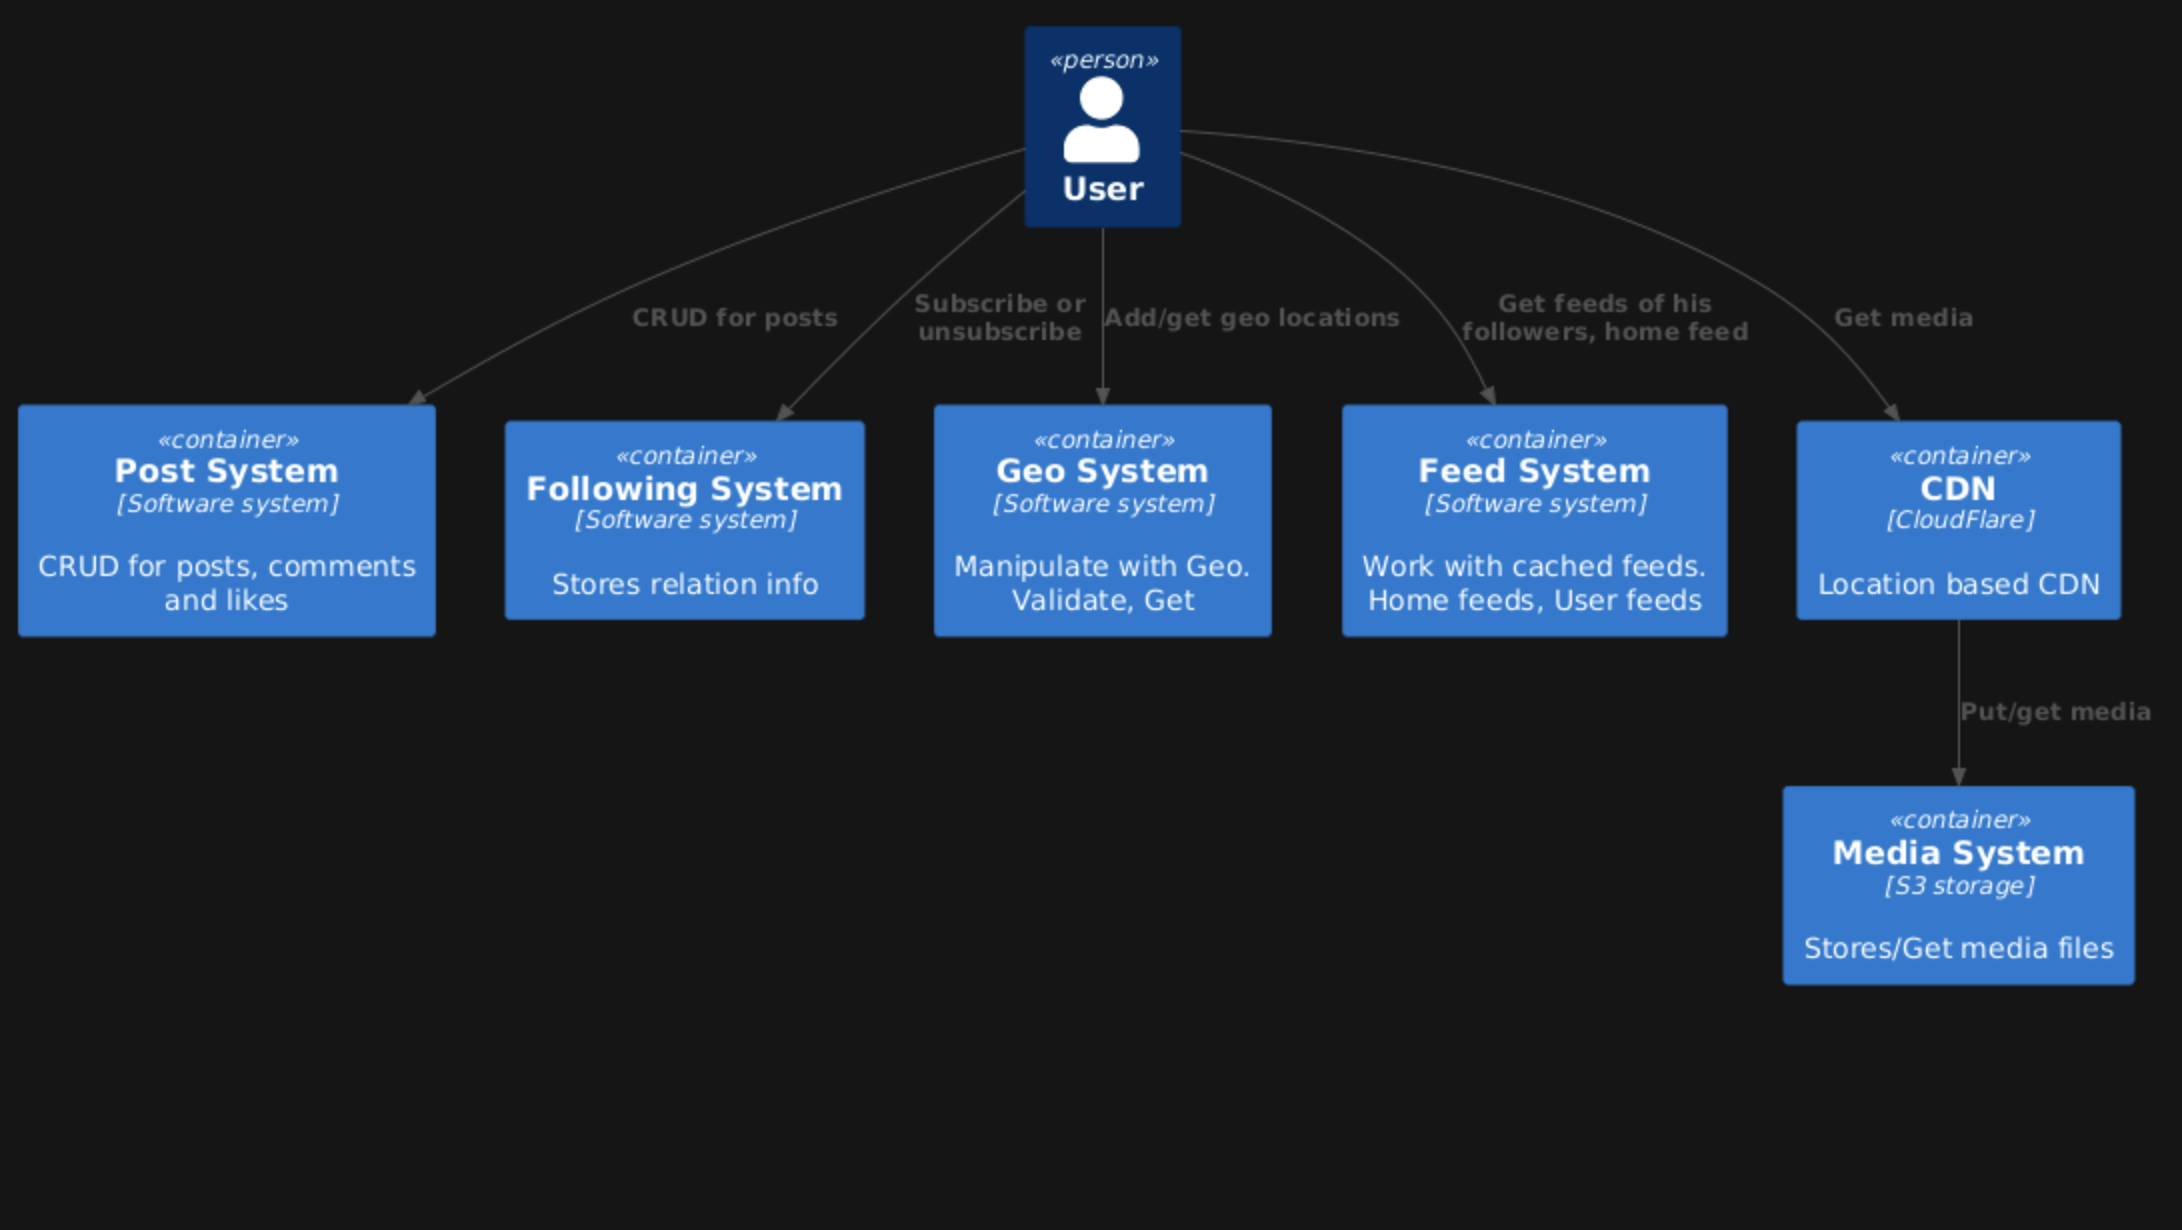 «person»
User
CRUD for posts
Subscribe or
unsubscribe
Add/get geo locations
Get feeds of his
followers, home feed
Get media
«container»
Post System
[Software system]
CRUD for posts, comments
and likes
«container»
Following System
[Software system]
Stores relation info
«container»
Geo System
[Software system]
Manipulate with Geo.
Validate, Get
«container»
Feed System
[Software system]
Work with cached feeds.
Home feeds, User feeds
«container»
CDN
[CloudFlare]
Location based CDN
Put/get media
«container»
Media System
[S3 storage]
Stores/Get media files